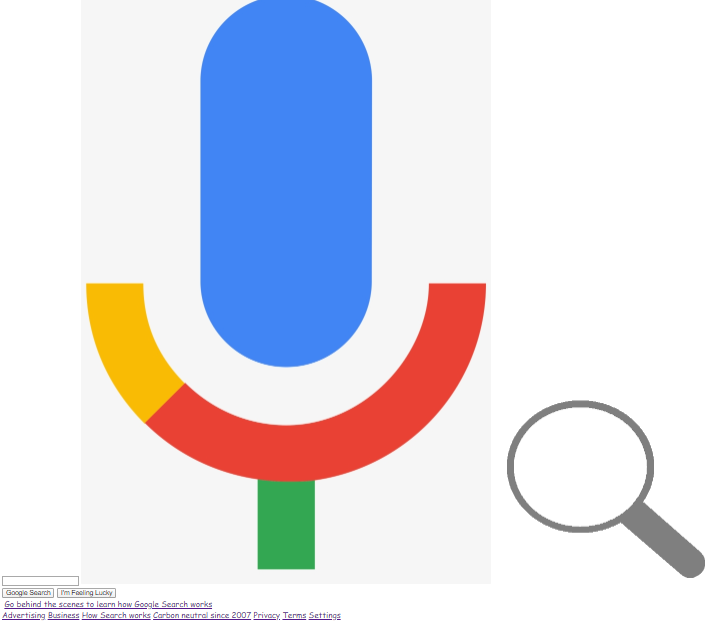 Google Search I'm Feeling Lucky
Go behind the scenes to learn how Google Search works
Advertising Business How Search works Carbon neutral since 2007 Privacy Terms Settings